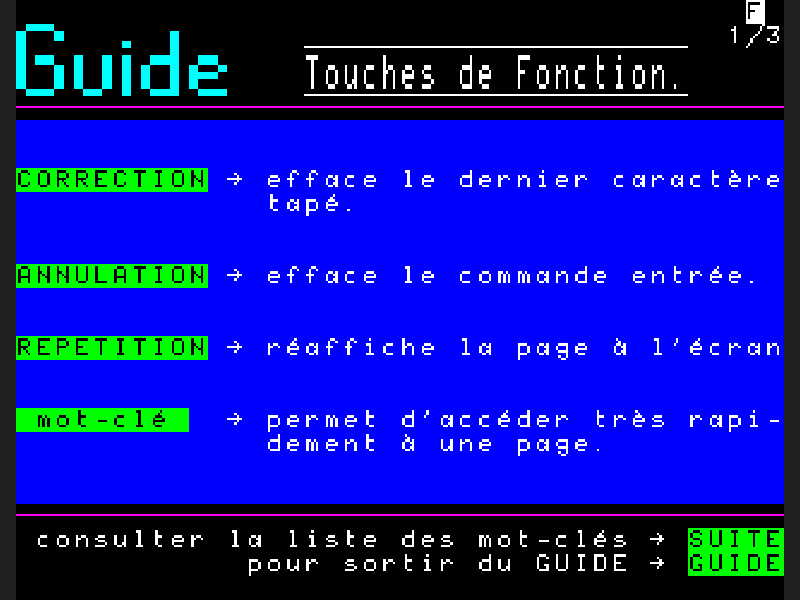 F
1/3
Guide
Touches de Fonction.
CORRECTION → efface le dernier caractère
tapé.
ANNULATION → efface le commande entrée.
REPETITION → réaffiche la page à l'écran
mot-clé → permet d'accéder très rapi-
dement à une page.
consulter la liste des mot-clés → SUITE
pour sortir du GUIDE → GUIDE